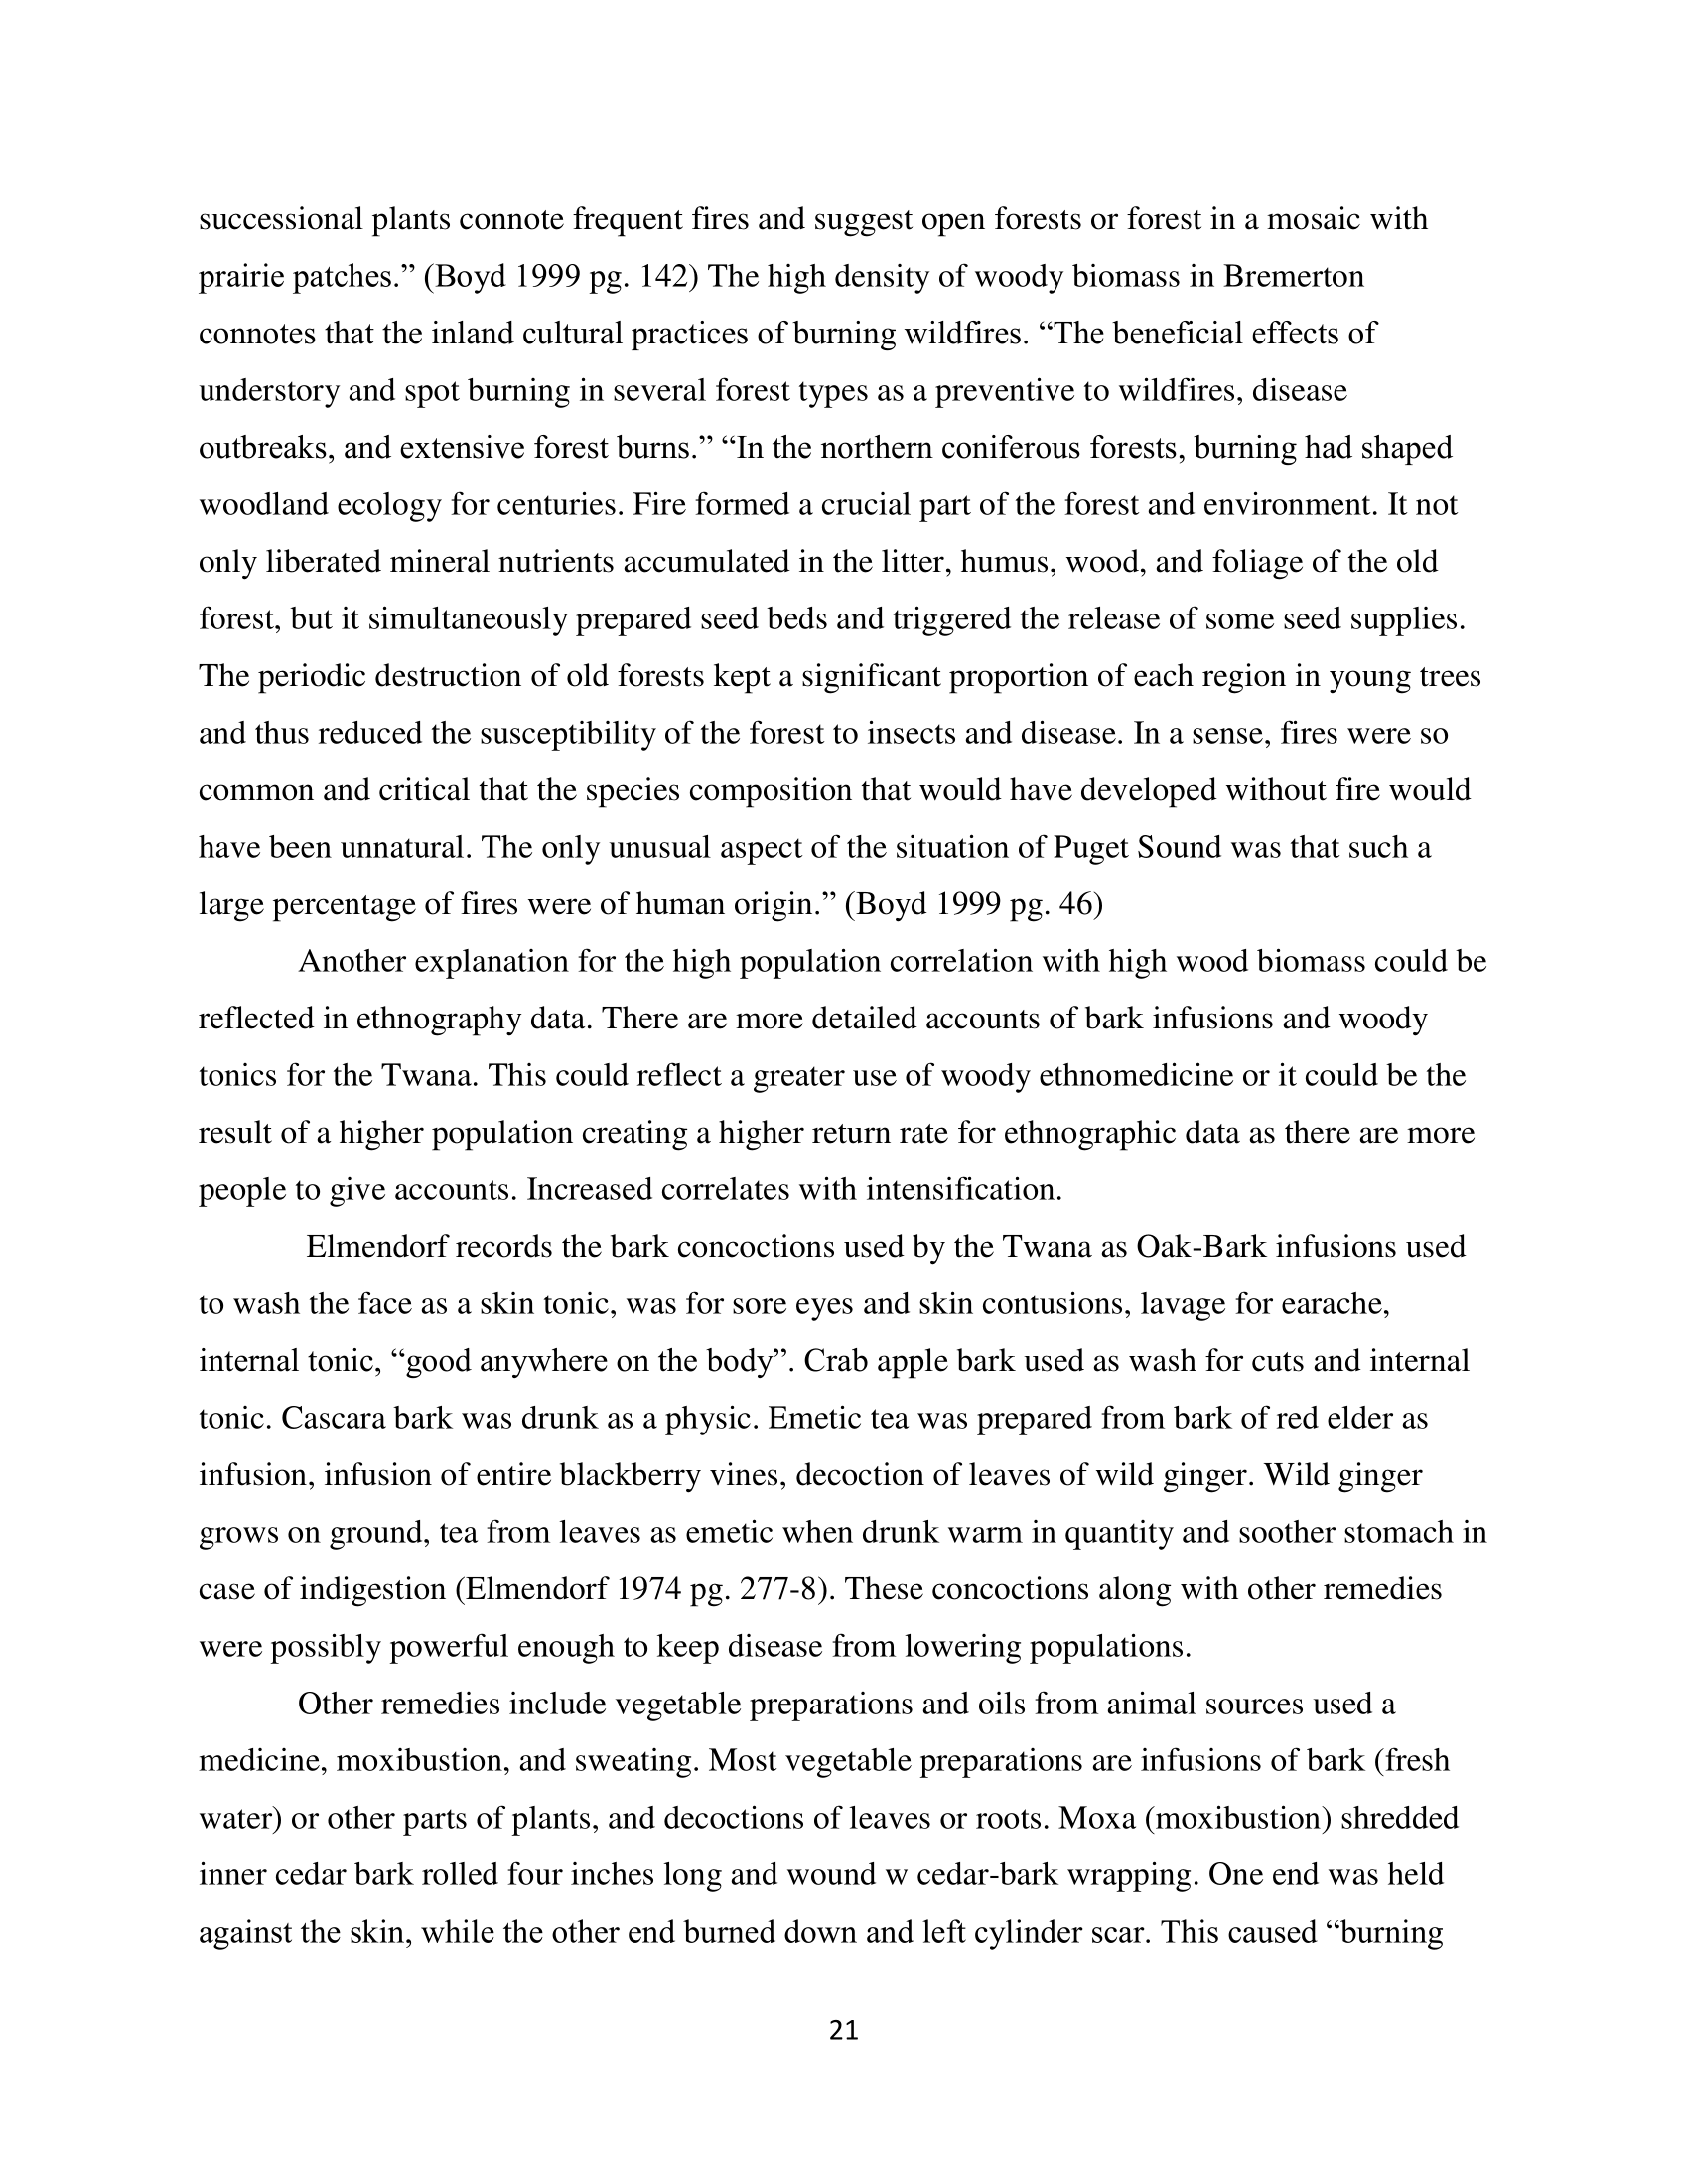 successional plants connote frequent fires and suggest open forests or forest in a mosaic with
prairie patches.” (Boyd 1999 pg. 142) The high density of woody biomass in Bremerton
connotes that the inland cultural practices of burning wildfires. “The beneficial effects of
understory and spot burning in several forest types as a preventive to wildfires, disease
outbreaks, and extensive forest burns.” “In the northern coniferous forests, burning had shaped
woodland ecology for centuries. Fire formed a crucial part of the forest and environment. It not
only liberated mineral nutrients accumulated in the litter, humus, wood, and foliage of the old
forest, but it simultaneously prepared seed beds and triggered the release of some seed supplies.
The periodic destruction of old forests kept a significant proportion of each region in young trees
and thus reduced the susceptibility of the forest to insects and disease. In a sense, fires were so
common and critical that the species composition that would have developed without fire would
have been unnatural. The only unusual aspect of the situation of Puget Sound was that such a
large percentage of fires were of human origin.” (Boyd 1999 pg. 46)
Another explanation for the high population correlation with high wood biomass could be
reflected in ethnography data. There are more detailed accounts of bark infusions and woody
tonics for the Twana. This could reflect a greater use of woody ethnomedicine or it could be the
result of a higher population creating a higher return rate for ethnographic data as there are more
people to give accounts. Increased correlates with intensification.
Elmendorf records the bark concoctions used by the Twana as Oak-Bark infusions used
to wash the face as a skin tonic, was for sore eyes and skin contusions, lavage for earache,
internal tonic, “good anywhere on the body”. Crab apple bark used as wash for cuts and internal
tonic. Cascara bark was drunk as a physic. Emetic tea was prepared from bark of red elder as
infusion, infusion of entire blackberry vines, decoction of leaves of wild ginger. Wild ginger
grows on ground, tea from leaves as emetic when drunk warm in quantity and soother stomach in
case of indigestion (Elmendorf 1974 pg. 277-8). These concoctions along with other remedies
were possibly powerful enough to keep disease from lowering populations.
Other remedies include vegetable preparations and oils from animal sources used a
medicine, moxibustion, and sweating. Most vegetable preparations are infusions of bark (fresh
water) or other parts of plants, and decoctions of leaves or roots. Moxa (moxibustion) shredded
inner cedar bark rolled four inches long and wound w cedar-bark wrapping. One end was held
against the skin, while the other end burned down and left cylinder scar. This caused “burning
21